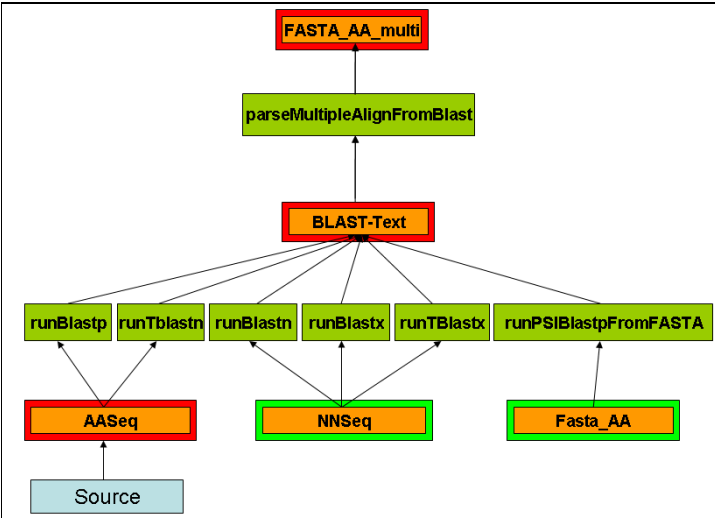 FASTA_AA_multi
parseMultipleAlignFromBlast
BLAST-Text
runBlastp
runTblastn
runBlastn
runBlastx
runTBlastx
runPSIBlastpFromFASTA
AASeq
NNSeq
Fasta_AA
Source